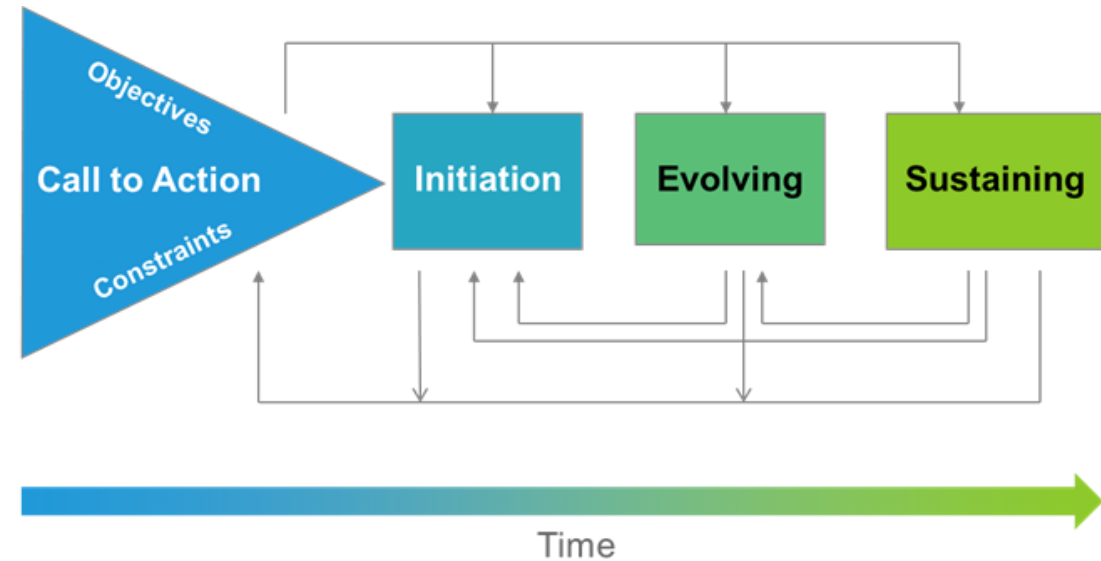 Objectives
Call to Action
Constraints
Initiation
Evolving
Sustaining
Time